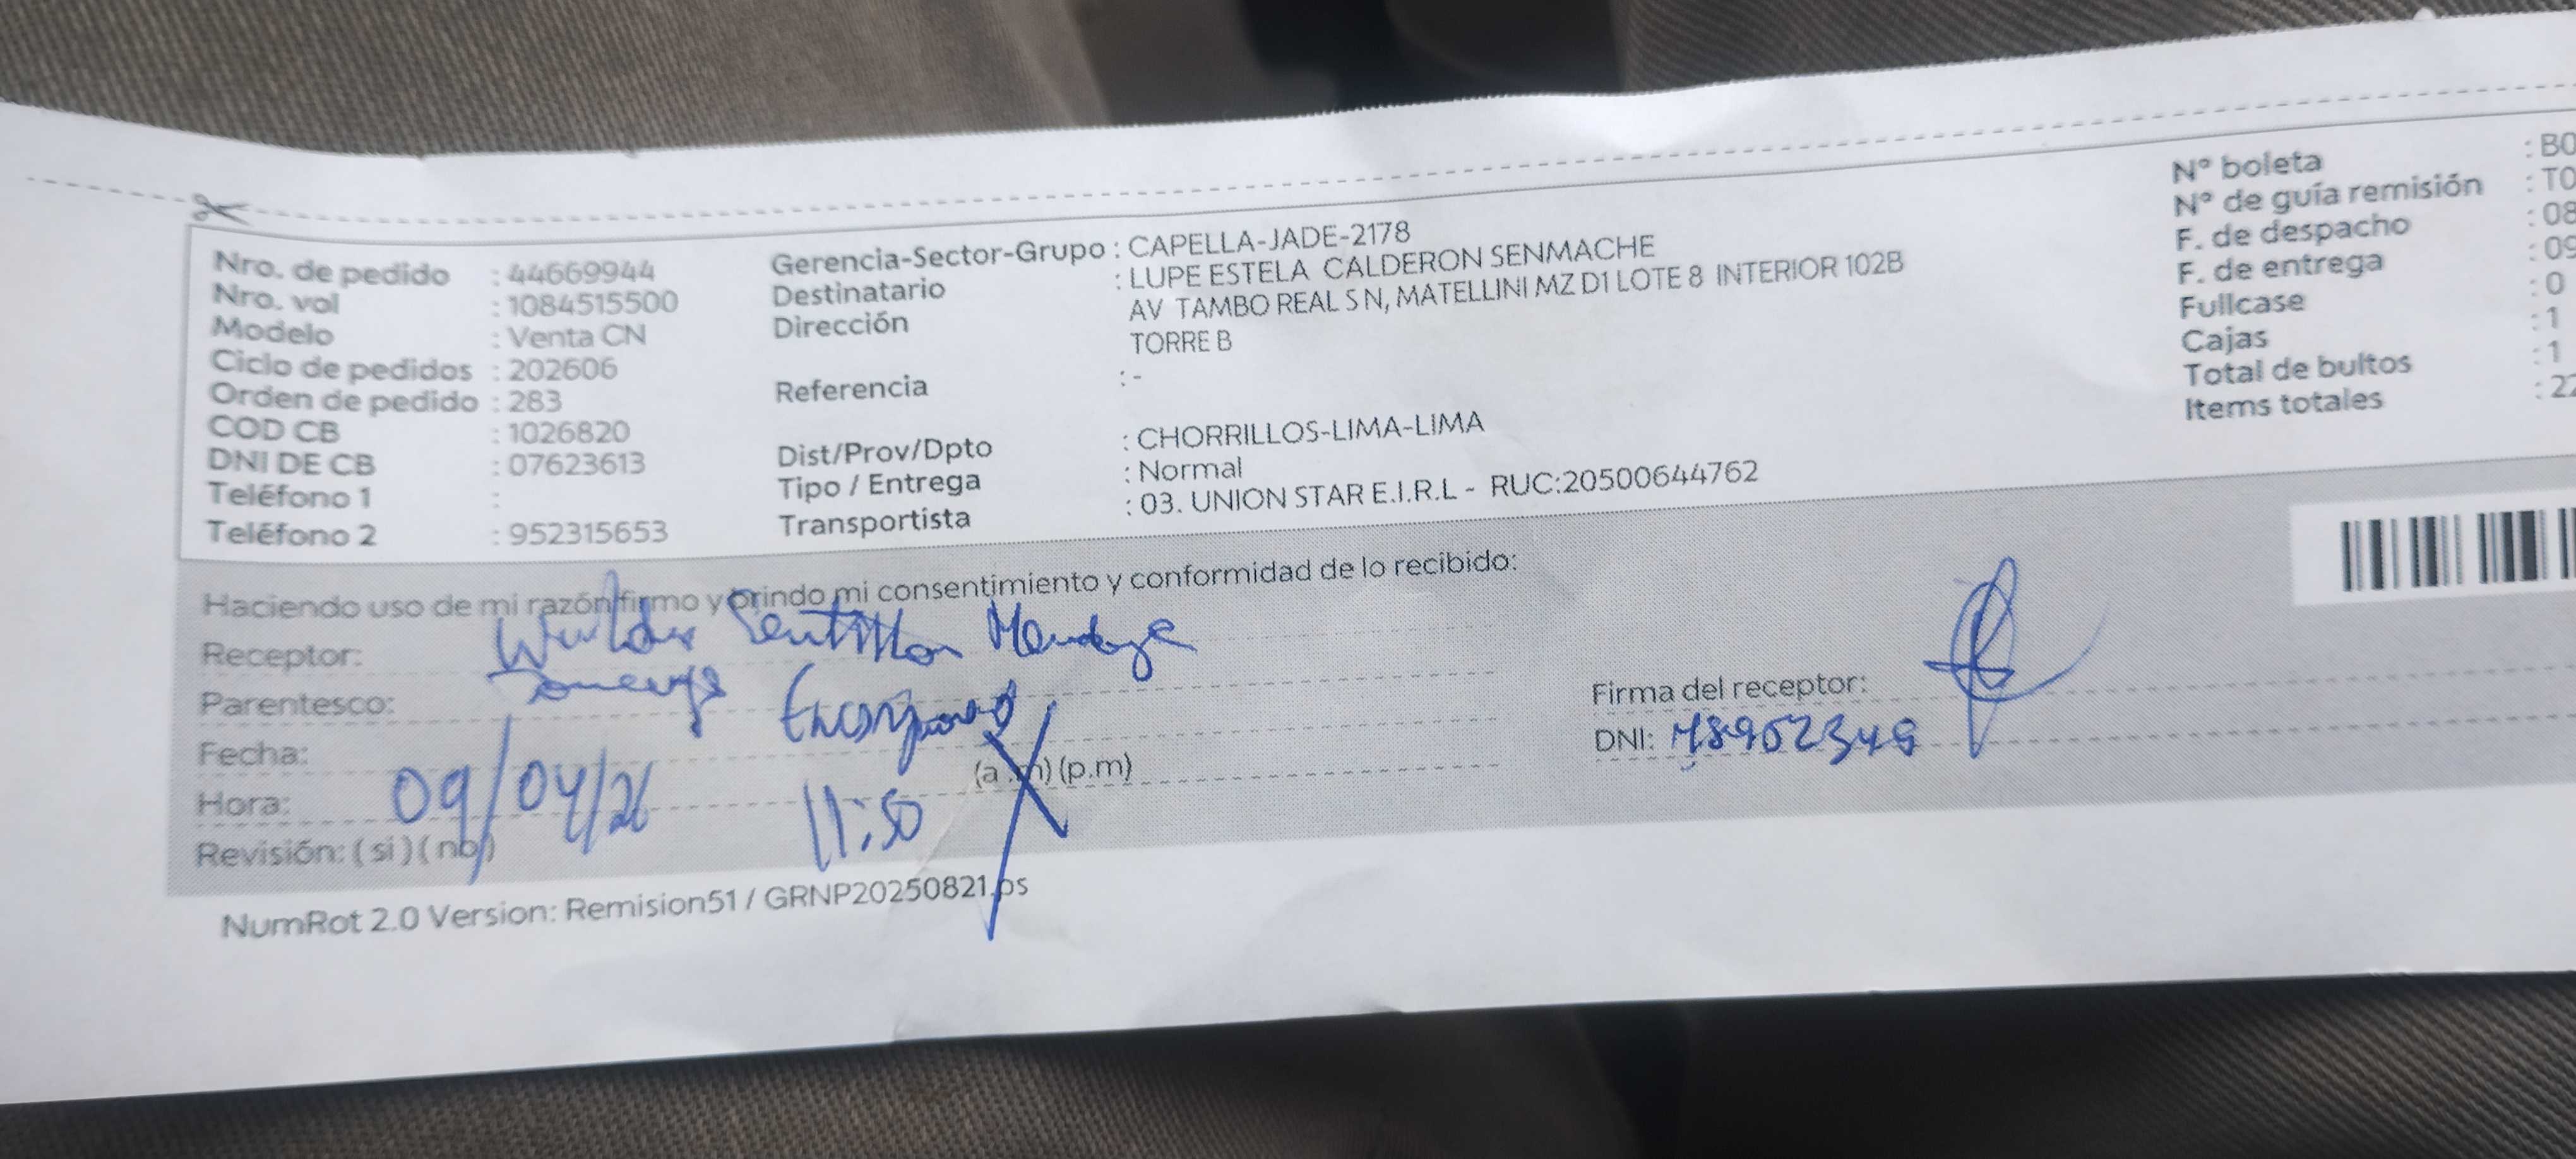 Nro. de pedido : 44669944
Nro. vol : 1084515500
Modelo : Venta CN
Ciclo de pedidos : 202606
Orden de pedido : 283
COD CB : 1026820
DNI DE CB : 07623613
Teléfono 1 :
Teléfono 2 : 952315653
Gerencia-Sector-Grupo : CAPELLA-JADE-2178
Destinatario : LUPE ESTELA CALDERON SENMACHE
Dirección AV TAMBO REAL S N, MATELLINI MZ D1 LOTE 8 INTERIOR 102B
TORRE B
Referencia : -
Dist/Prov/Dpto : CHORRILLOS-LIMA-LIMA
Tipo / Entrega : Normal
Transportista : 03. UNION STAR E.I.R.L - RUC:20500644762
N° boleta : B0
N° de guía remisión : T0
F. de despacho : 08
F. de entrega : 09
Fullcase : 0
Cajas : 1
Total de bultos : 1
Items totales : 22
Haciendo uso de mi razón firmo y brindo mi consentimiento y conformidad de lo recibido:
Receptor: Mendoza
Parentesco:
Fecha: 09/04/26
Hora: 11:50 (a.m) (p.m)
Revisión: ( si ) ( no )
Firma del receptor:
DNI:
NumRot 2.0 Version: Remision51 / GRNP20250821.ps